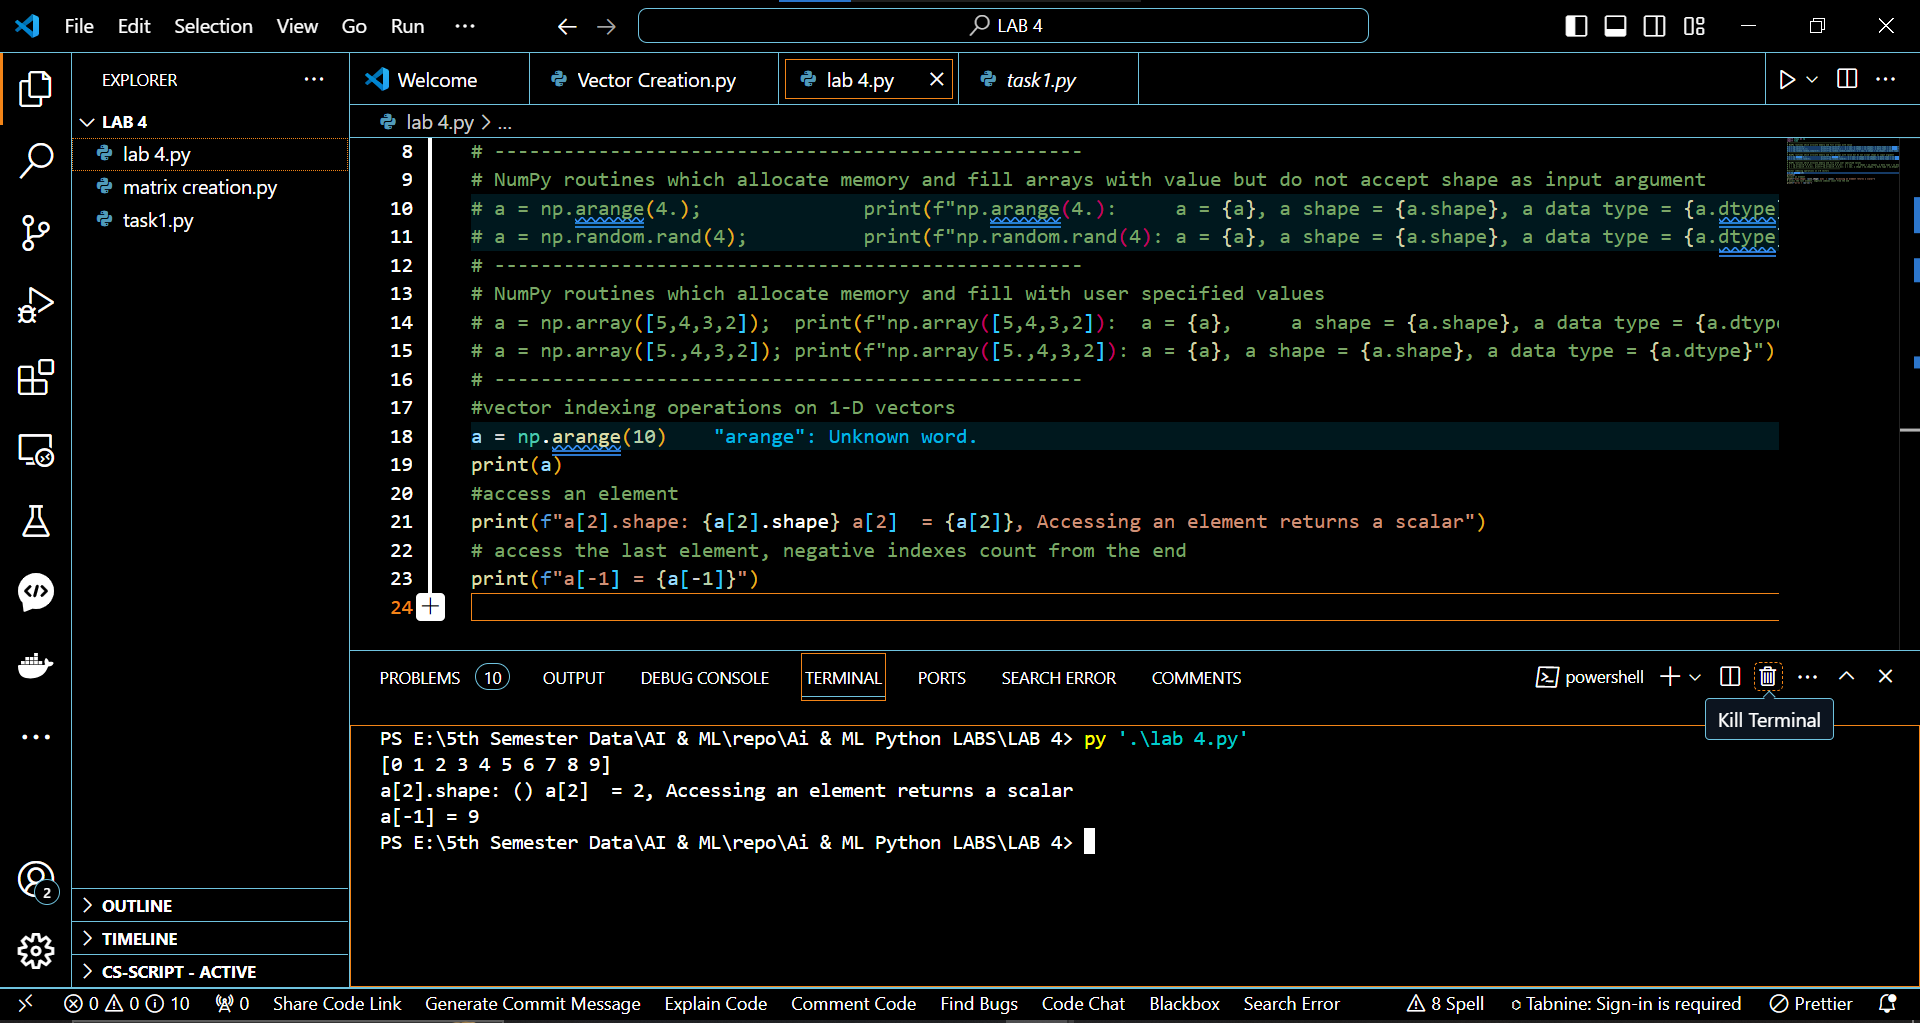 File Edit Selection View Go Run ··· LAB 4
EXPLORER ···
LAB 4
lab 4.py
matrix creation.py
task1.py
OUTLINE
TIMELINE
CS-SCRIPT - ACTIVE
2
Welcome Vector Creation.py lab 4.py task1.py
lab 4.py > ...
8 # ---------------------------------------------------
9 # NumPy routines which allocate memory and fill arrays with value but do not accept shape as input argument
10 # a = np.arange(4.); print(f"np.arange(4.): a = {a}, a shape = {a.shape}, a data type = {a.dtype
11 # a = np.random.rand(4); print(f"np.random.rand(4): a = {a}, a shape = {a.shape}, a data type = {a.dtype
12 # ---------------------------------------------------
13 # NumPy routines which allocate memory and fill with user specified values
14 # a = np.array([5,4,3,2]); print(f"np.array([5,4,3,2]): a = {a}, a shape = {a.shape}, a data type = {a.dtyp
15 # a = np.array([5.,4,3,2]); print(f"np.array([5.,4,3,2]): a = {a}, a shape = {a.shape}, a data type = {a.dtype}")
16 # ---------------------------------------------------
17 #vector indexing operations on 1-D vectors
18 a = np.arange(10) "arange": Unknown word.
19 print(a)
20 #access an element
21 print(f"a[2].shape: {a[2].shape} a[2]  = {a[2]}, Accessing an element returns a scalar")
22 # access the last element, negative indexes count from the end
23 print(f"a[-1] = {a[-1]}")
24
PROBLEMS 10 OUTPUT DEBUG CONSOLE TERMINAL PORTS SEARCH ERROR COMMENTS powershell
Kill Terminal
PS E:\5th Semester Data\AI & ML\repo\Ai & ML Python LABS\LAB 4> py '.\lab 4.py'
[0 1 2 3 4 5 6 7 8 9]
a[2].shape: () a[2]  = 2, Accessing an element returns a scalar
a[-1] = 9
PS E:\5th Semester Data\AI & ML\repo\Ai & ML Python LABS\LAB 4>
0 0 10 0 Share Code Link Generate Commit Message Explain Code Comment Code Find Bugs Code Chat Blackbox Search Error 8 Spell Tabnine: Sign-in is required Prettier